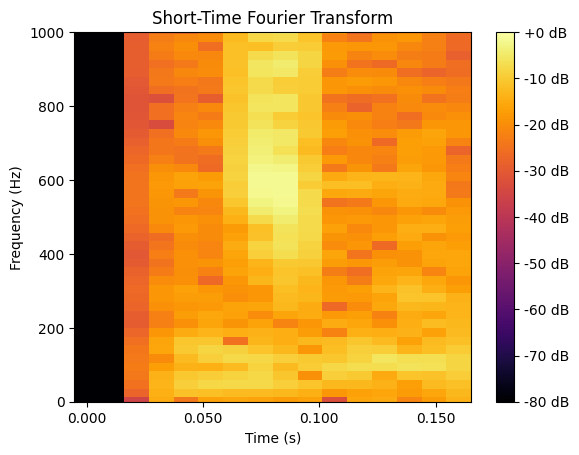 Short-Time Fourier Transform
1000
800
600
400
200
0
Frequency (Hz)
0.000
0.050
0.100
0.150
Time (s)
+0 dB
-10 dB
-20 dB
-30 dB
-40 dB
-50 dB
-60 dB
-70 dB
-80 dB